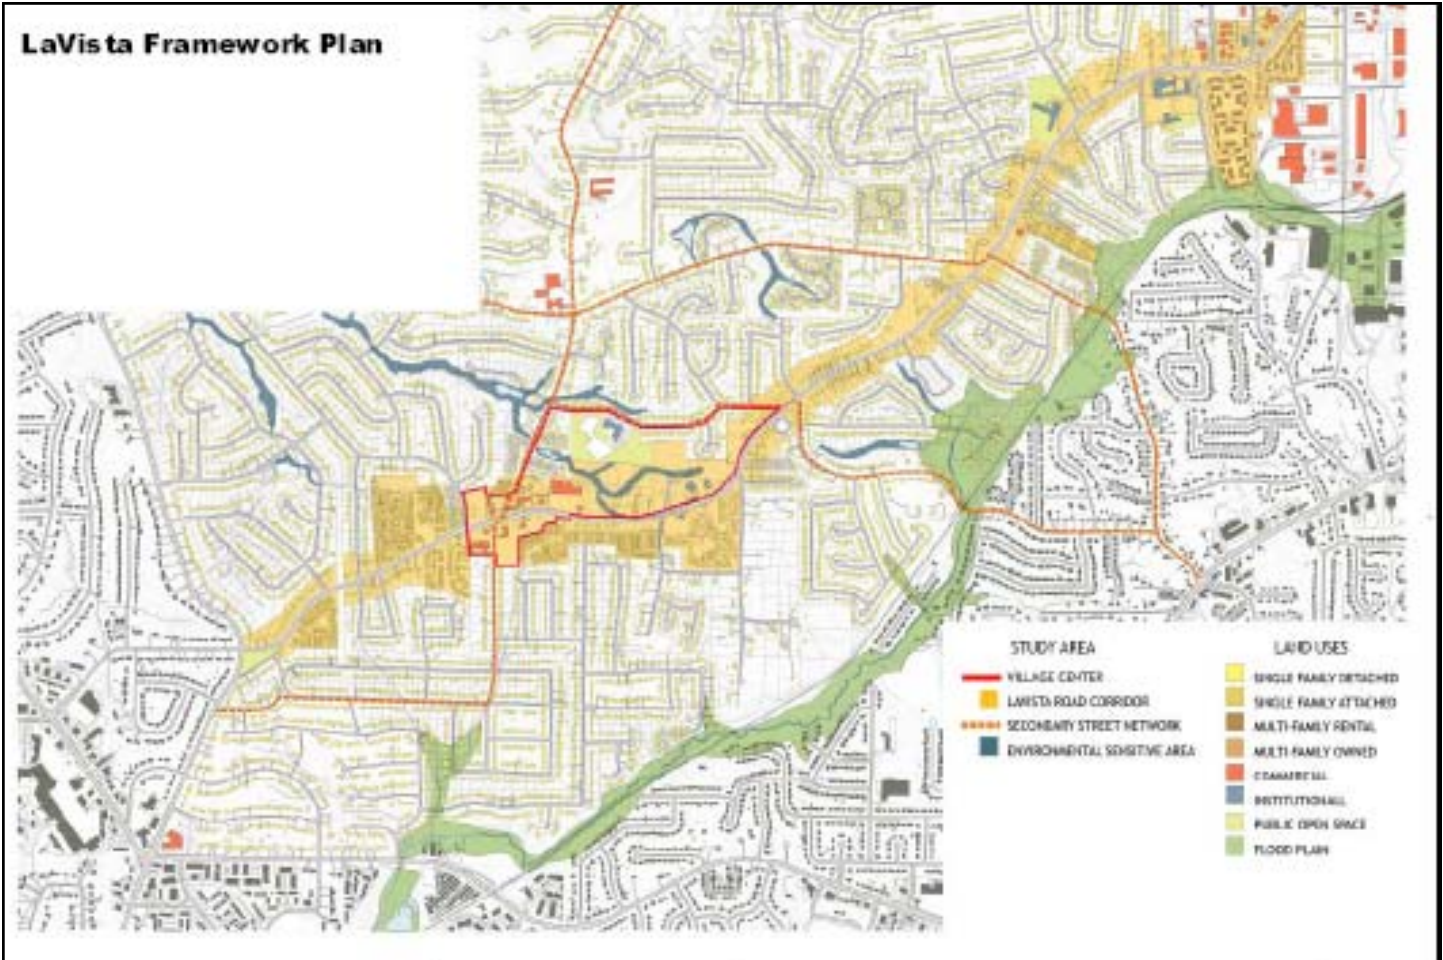 LaVista Framework Plan
STUDY AREA
VILLAGE CENTER
LAVISTA ROAD CORRIDOR
SECONDARY STREET NETWORK
ENVIRONMENTAL SENSITIVE AREA
LAND USES
SINGLE FAMILY DETACHED
SINGLE FAMILY ATTACHED
MULTI-FAMILY RENTAL
MULTI-FAMILY OWNED
COMMERCIAL
INSTITUTIONALL
PUBLIC OPEN SPACE
FLOOD PLAIN